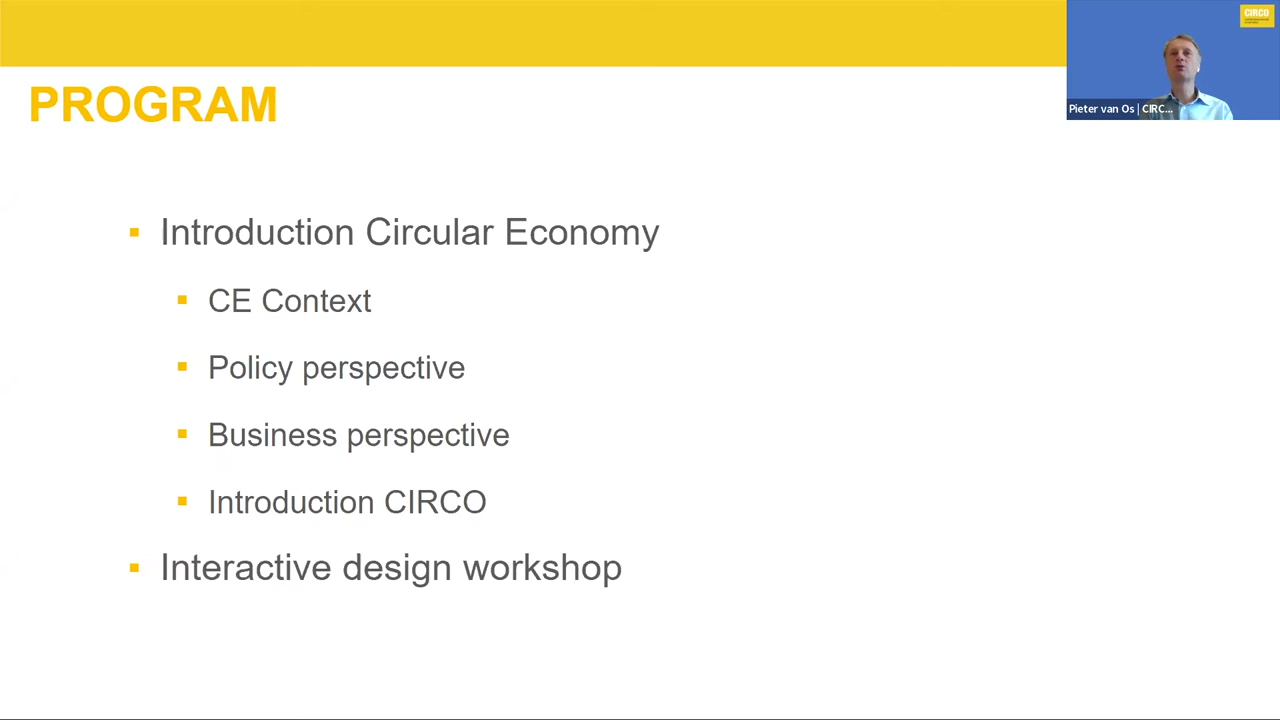 PROGRAM
CIRCO
Pieter van Os | CIRC...
▪ Introduction Circular Economy
▪ CE Context
▪ Policy perspective
▪ Business perspective
▪ Introduction CIRCO
▪ Interactive design workshop